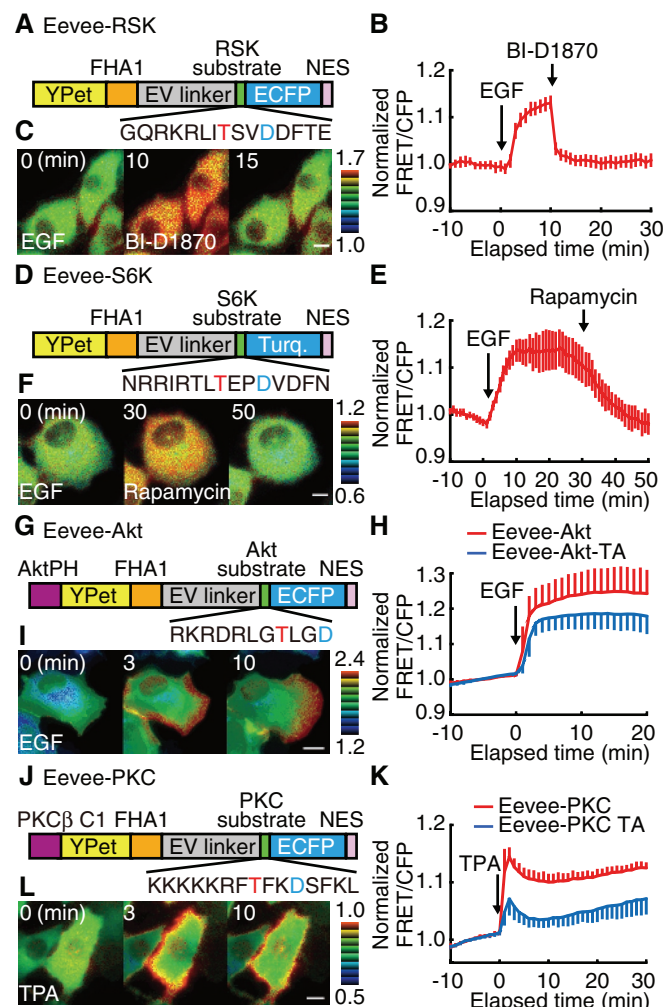 A Eevee-RSK
RSK
FHA1 substrate NES
YPet EV linker ECFP
GQRKRLITSVDDFTE
B
BI-D1870
EGF
Normalized
FRET/CFP
1.2
1.1
1.0
0.9
-10 0 10 20 30
Elapsed time (min)
C
0 (min) 10 15
EGF BI-D1870
1.7
1.0
D Eevee-S6K
S6K
FHA1 substrate NES
YPet EV linker Turq.
NRRIRTLTEPDVDFN
E
Rapamycin
EGF
Normalized
FRET/CFP
1.2
1.1
1.0
0.9
-10 0 10 20 30 40 50
Elapsed time (min)
F
0 (min) 30 50
EGF Rapamycin
1.2
0.6
G Eevee-Akt
Akt
AktPH FHA1 substrate NES
YPet EV linker ECFP
RKRDRLGTLGD
H
Eevee-Akt
Eevee-Akt-TA
EGF
Normalized
FRET/CFP
1.3
1.2
1.1
1.0
0.9
-10 0 10 20
Elapsed time (min)
I
0 (min) 3 10
EGF
2.4
1.2
J Eevee-PKC
PKC
PKCβ C1 FHA1 substrate NES
YPet EV linker ECFP
KKKKKRFTFKDSFKL
K
Eevee-PKC
Eevee-PKC TA
TPA
Normalized
FRET/CFP
1.2
1.1
1.0
-10 0 10 20 30
Elapsed time (min)
L
0 (min) 3 10
TPA
1.0
0.5